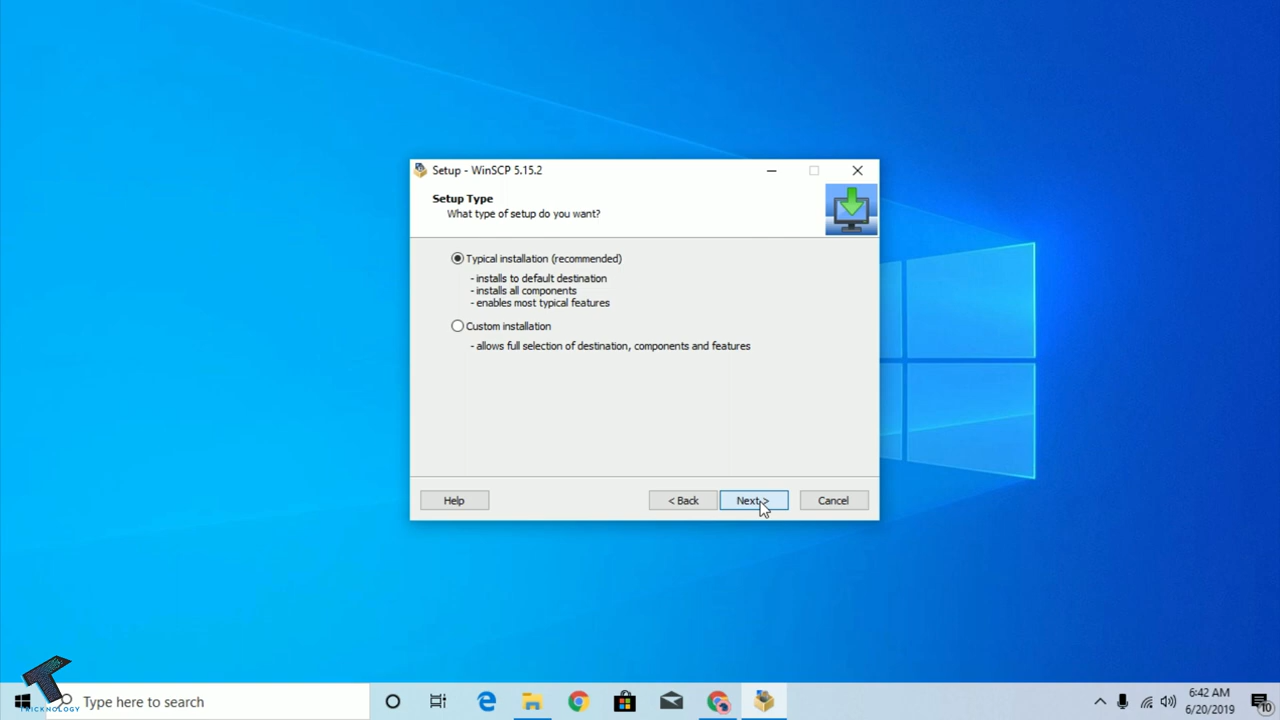 Setup - WinSCP 5.15.2
Setup Type
What type of setup do you want?
Typical installation (recommended)
- installs to default destination
- installs all components
- enables most typical features
Custom installation
- allows full selection of destination, components and features
Help
< Back
Next >
Cancel
TRICKNOLOGY
Type here to search
6:42 AM
6/20/2019
10